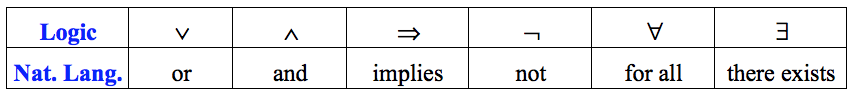 Logic ∨ ∧ ⇒ ¬ ∀ ∃
Nat. Lang. or and implies not for all there exists